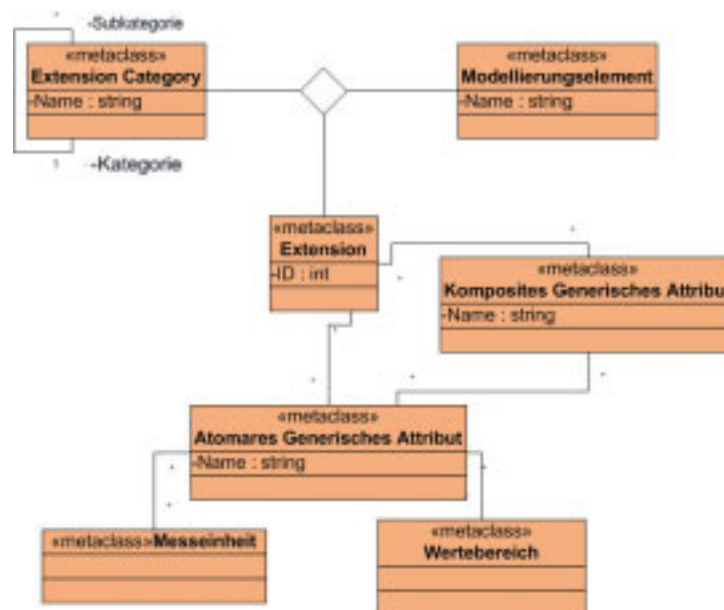 -Subkategorie
«metaclass»
Extension Category
-Name : string
-Kategorie
«metaclass»
Modellierungselement
-Name : string
«metaclass»
Extension
-ID : int
«metaclass»
Komposites Generisches Attribu
-Name : string
«metaclass»
Atomares Generisches Attribut
-Name : string
«metaclass»Messeinheit
«metaclass»
Wertebereich